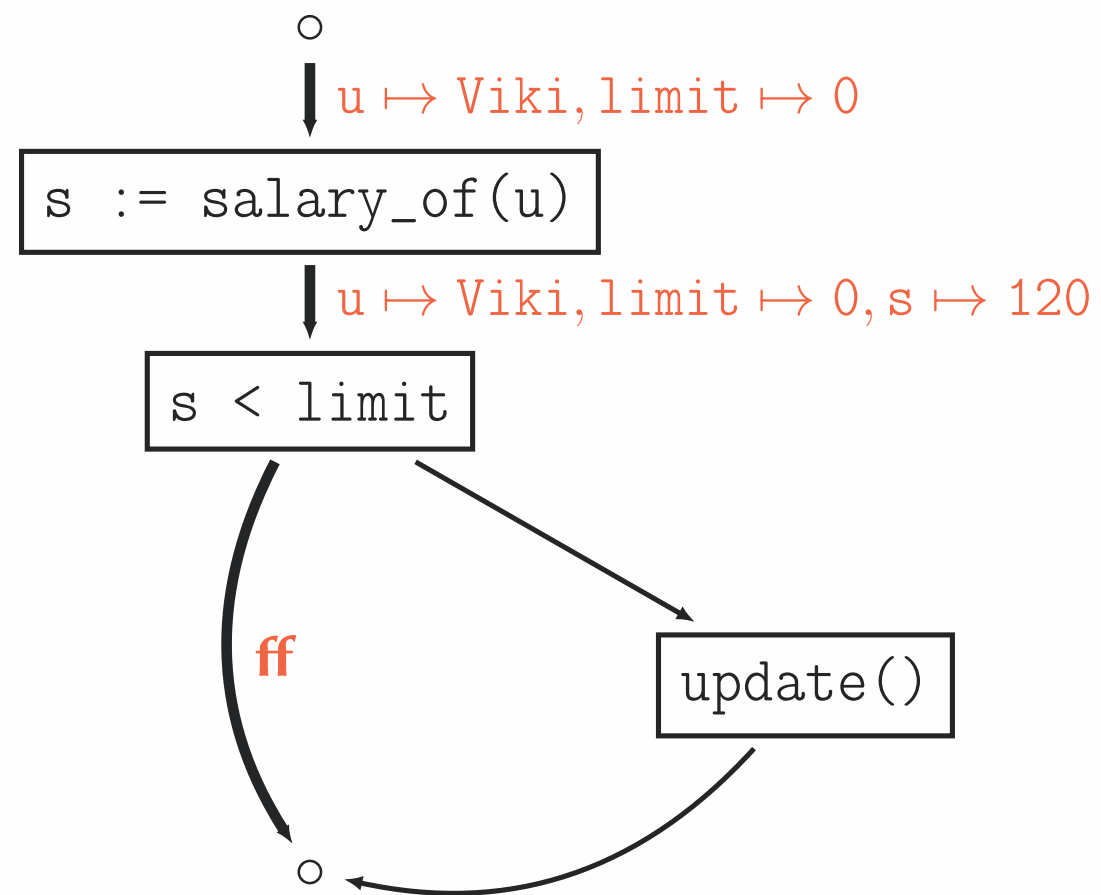 u ↦ Viki, limit ↦ 0
s := salary_of(u)
u ↦ Viki, limit ↦ 0, s ↦ 120
s < limit
ff
update()